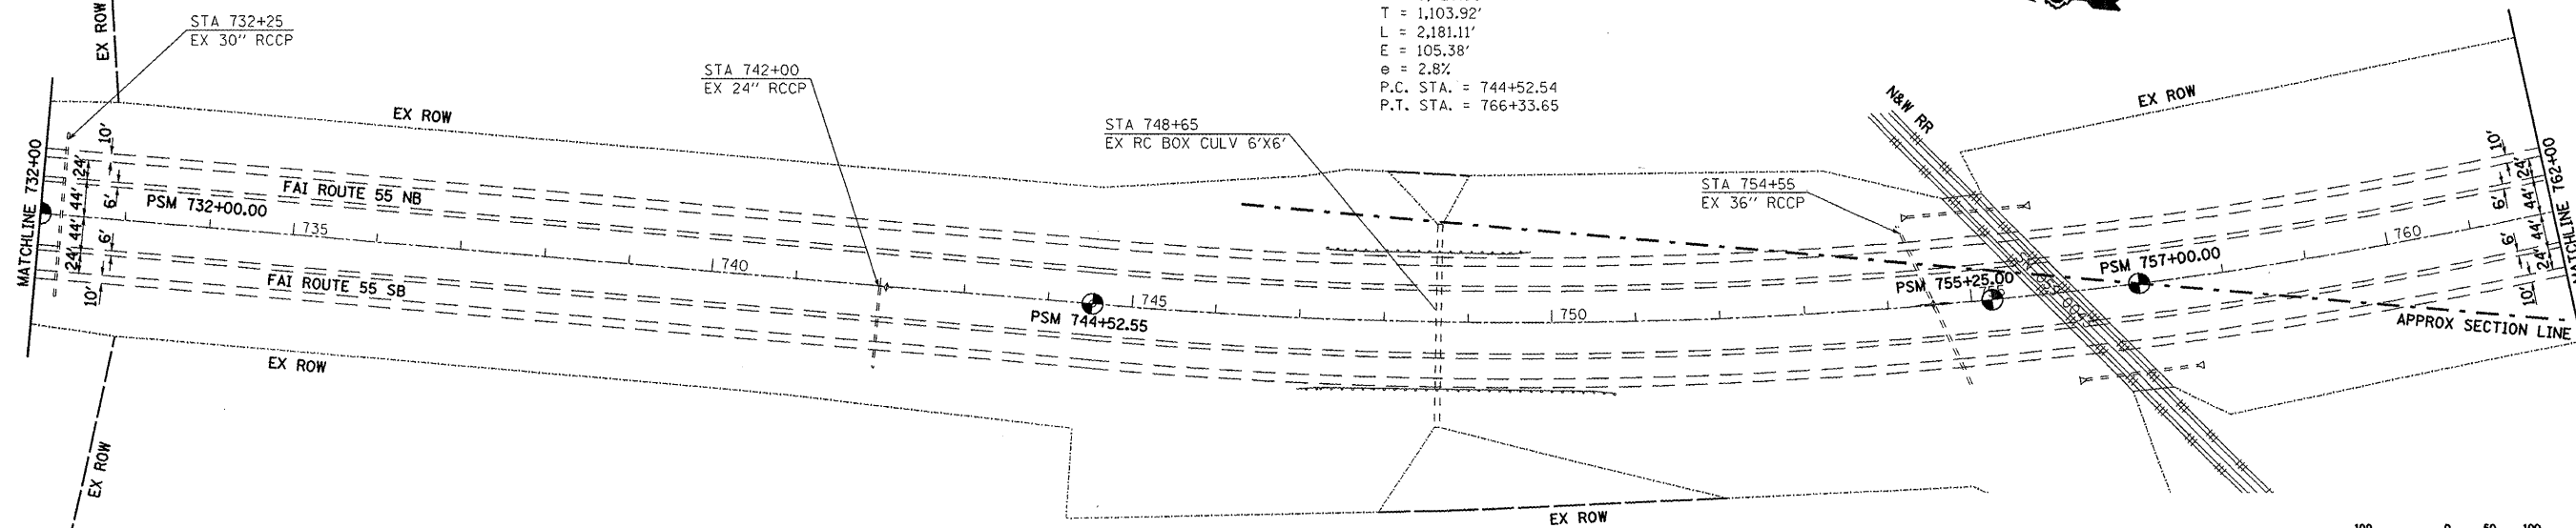 STA 732+25
EX 30" RCCP
EX ROW
STA 742+00
EX 24" RCCP
EX ROW
T = 1,103.92'
L = 2,181.11'
E = 105.38'
e = 2.8%
P.C. STA. = 744+52.54
P.T. STA. = 766+33.65
STA 748+65
EX RC BOX CULV 6'X6'
N&W RR
EX ROW
STA 754+55
EX 36" RCCP
MATCHLINE 732+00
10'
24'
44'
6'
44'
24'
6'
10'
FAI ROUTE 55 NB
PSM 732+00.00
735
FAI ROUTE 55 SB
740
PSM 744+52.55
745
750
PSM 755+25.00
PSM 757+00.00
760
10'
24'
6'
44'
44'
6'
24'
10'
MATCHLINE 762+00
APPROX SECTION LINE
EX ROW
EX ROW
EX ROW
100
0
50
100